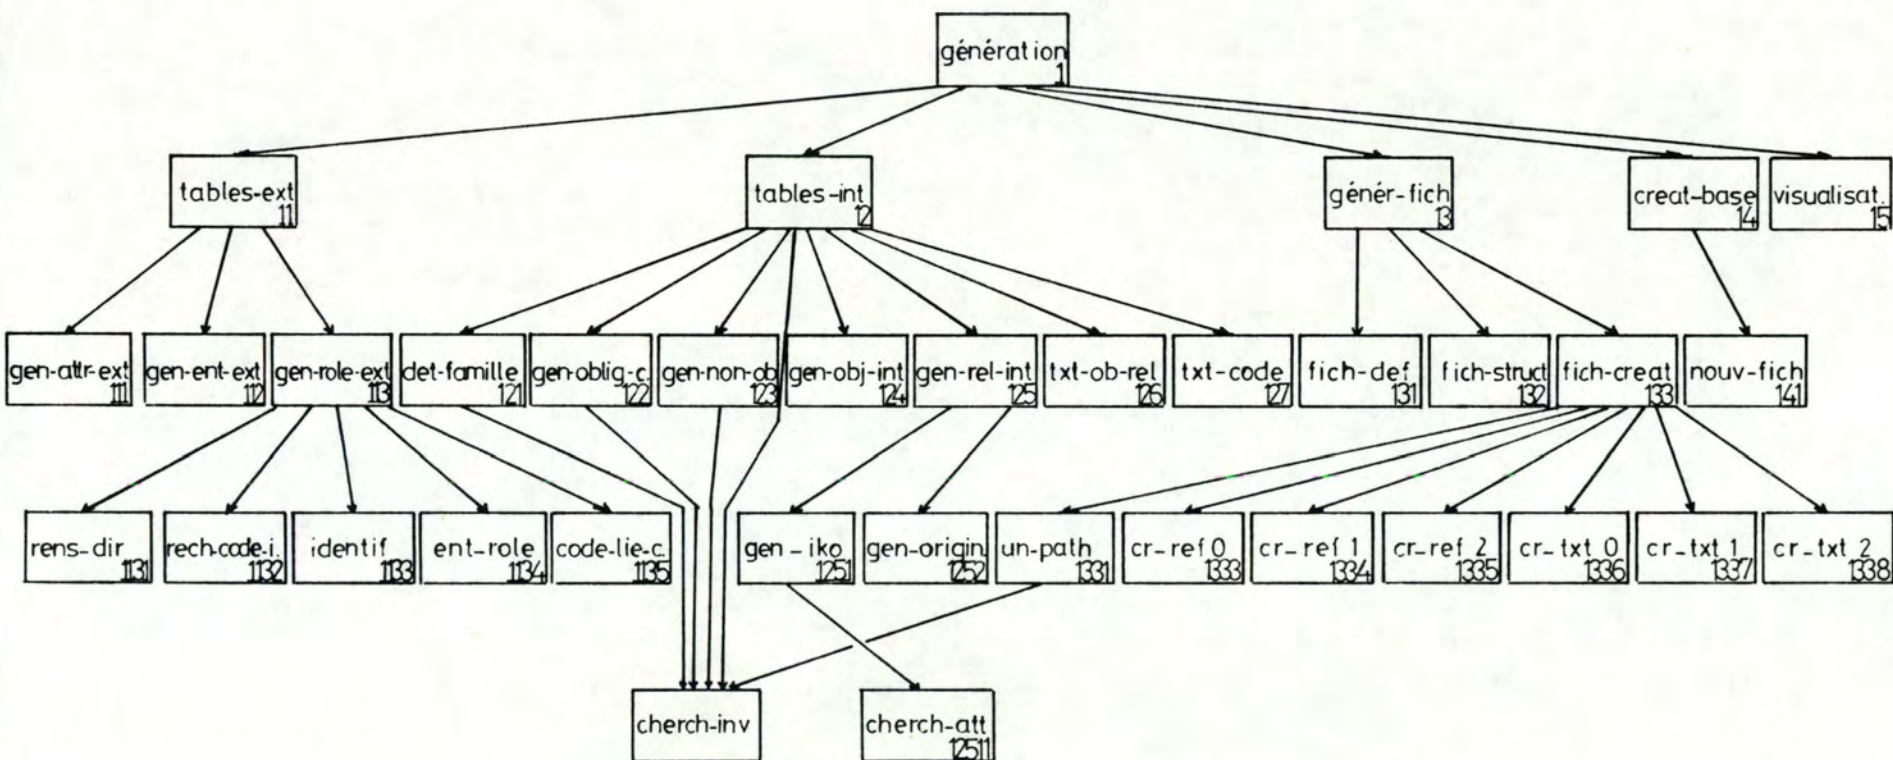 génération
1
tables-ext
11
tables-int
12
génér-fich
13
creat-base
14
visualisat.
15
gen-attr-ext
111
gen-ent-ext
112
gen-role-ext
113
det-famille
121
gen-oblig-c.
122
gen-non-ob
123
gen-obj-int
124
gen-rel-int
125
txt-ob-rel
126
txt-code
127
fich-def
131
fich-struct
132
fich-creat
133
nouv-fich
141
rens-dir
1131
rech-code-i.
1132
identif
1133
ent-role
1134
code-lie-c.
1135
gen-iko
1251
gen-origin.
1252
un-path
1331
cr-ref 0
1333
cr-ref 1
1334
cr-ref 2
1335
cr-txt 0
1336
cr-txt 1
1337
cr-txt 2
1338
cherch-inv
cherch-att
12511